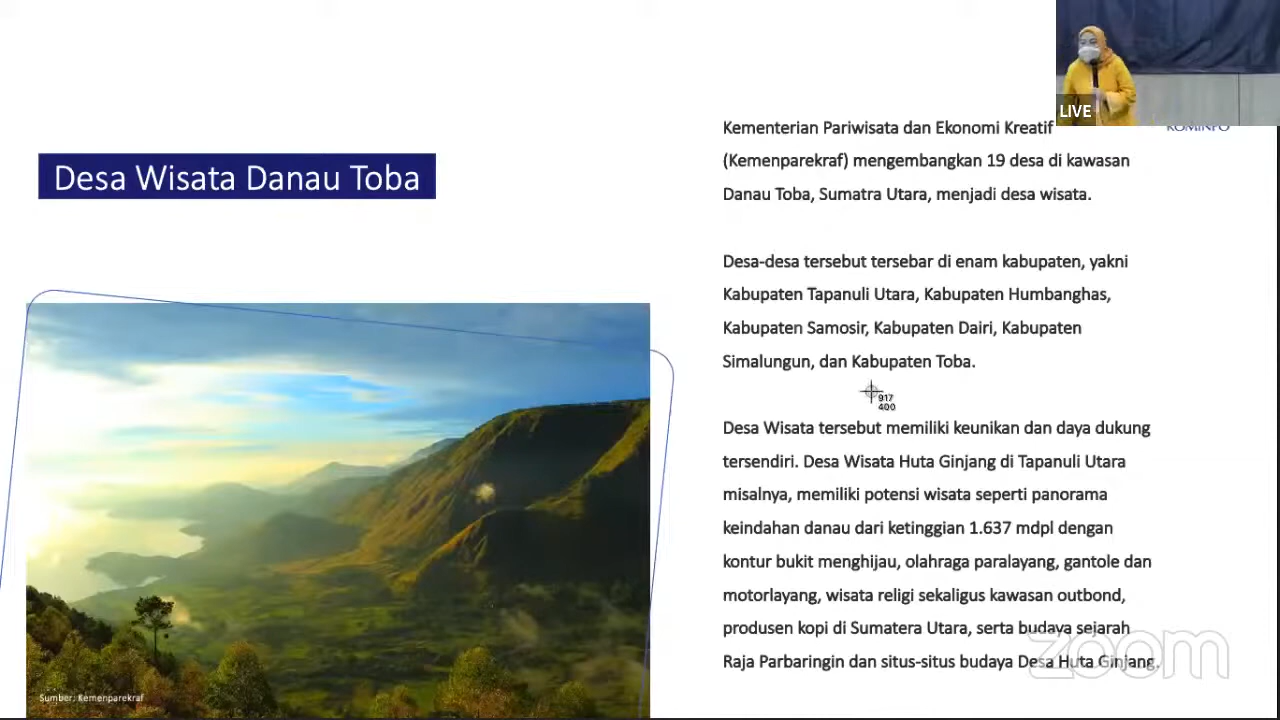 LIVE
KOMINFO
Desa Wisata Danau Toba
Kementerian Pariwisata dan Ekonomi Kreatif
(Kemenparekraf) mengembangkan 19 desa di kawasan
Danau Toba, Sumatra Utara, menjadi desa wisata.
Desa-desa tersebut tersebar di enam kabupaten, yakni
Kabupaten Tapanuli Utara, Kabupaten Humbanghas,
Kabupaten Samosir, Kabupaten Dairi, Kabupaten
Simalungun, dan Kabupaten Toba.
917
400
Desa Wisata tersebut memiliki keunikan dan daya dukung
tersendiri. Desa Wisata Huta Ginjang di Tapanuli Utara
misalnya, memiliki potensi wisata seperti panorama
keindahan danau dari ketinggian 1.637 mdpl dengan
kontur bukit menghijau, olahraga paralayang, gantole dan
motorlayang, wisata religi sekaligus kawasan outbond,
produsen kopi di Sumatera Utara, serta budaya sejarah
Raja Parbaringin dan situs-situs budaya Desa Huta Ginjang.
Sumber: Kemenparekraf
zoom